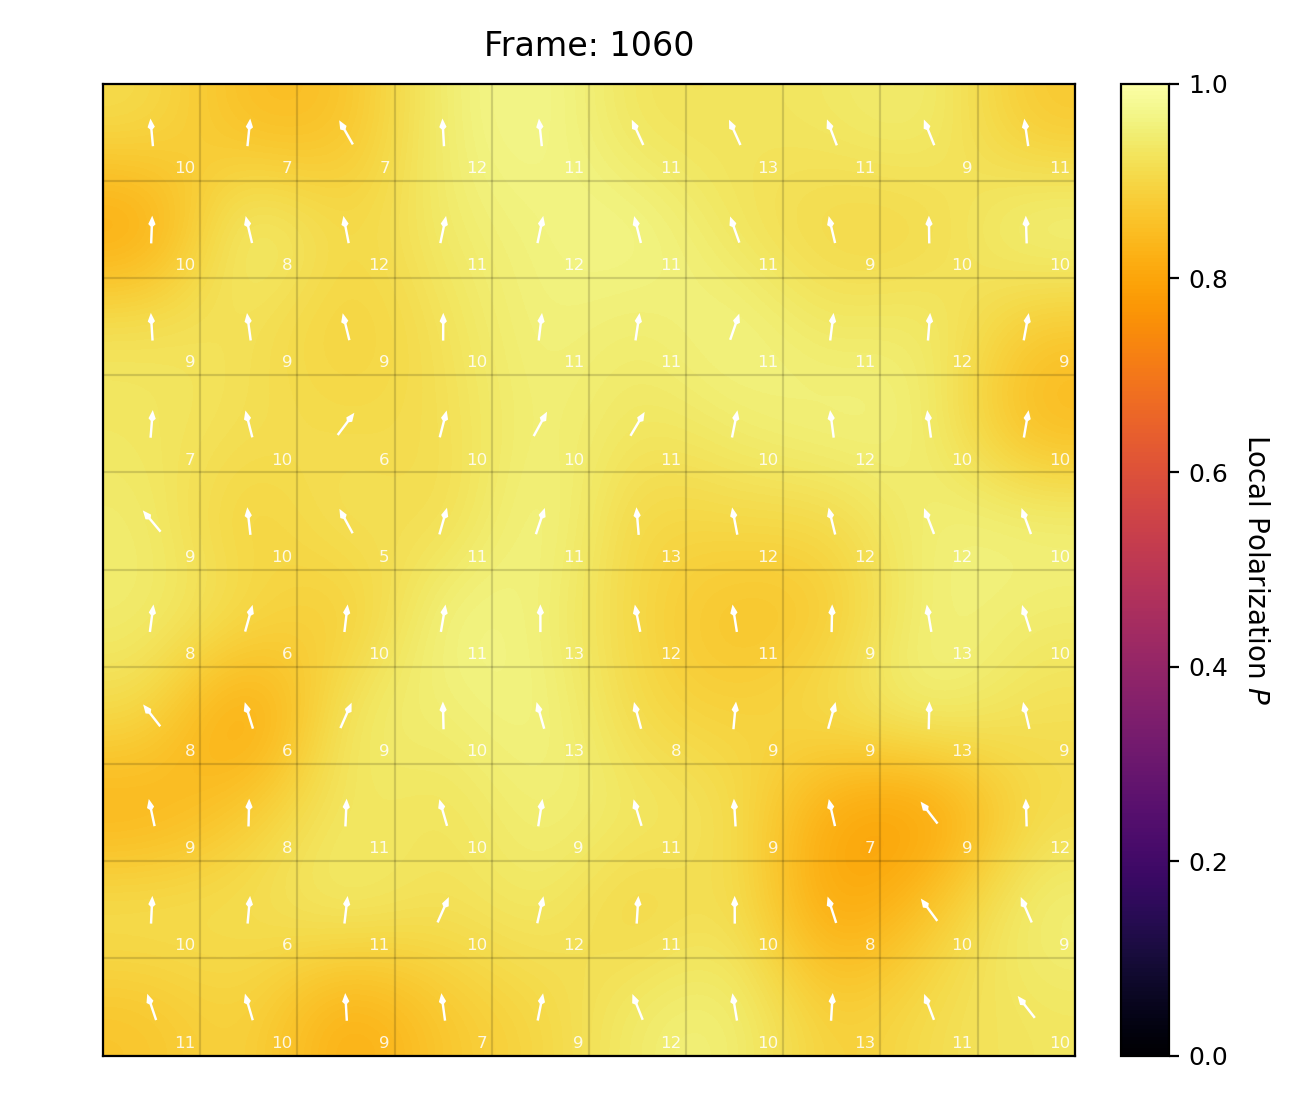 Frame: 1060
10 7 7 12 11 11 13 11 9 11
10 8 12 11 12 11 11 9 10 10
9 9 9 10 11 11 11 11 12 9
7 10 6 10 10 11 10 12 10 10
9 10 5 11 11 13 12 12 12 10
8 6 10 11 13 12 11 9 13 10
8 6 9 10 13 8 9 9 13 9
9 8 11 10 9 11 9 7 9 12
10 6 11 10 12 11 10 8 10 9
11 10 9 7 9 12 10 13 11 10
1.0
0.8
0.6
0.4
0.2
0.0
Local Polarization P